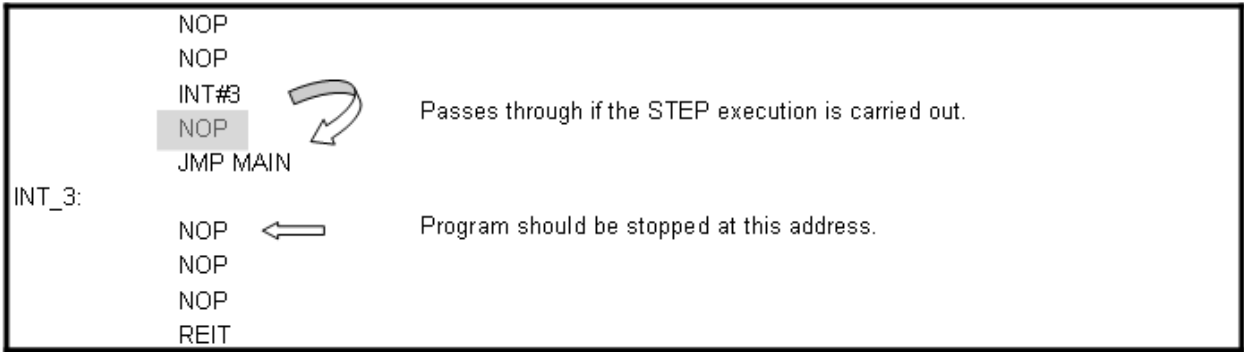 NOP
NOP
INT#3
Passes through if the STEP execution is carried out.
NOP
JMP MAIN
INT_3:
NOP Program should be stopped at this address.
NOP
NOP
REIT